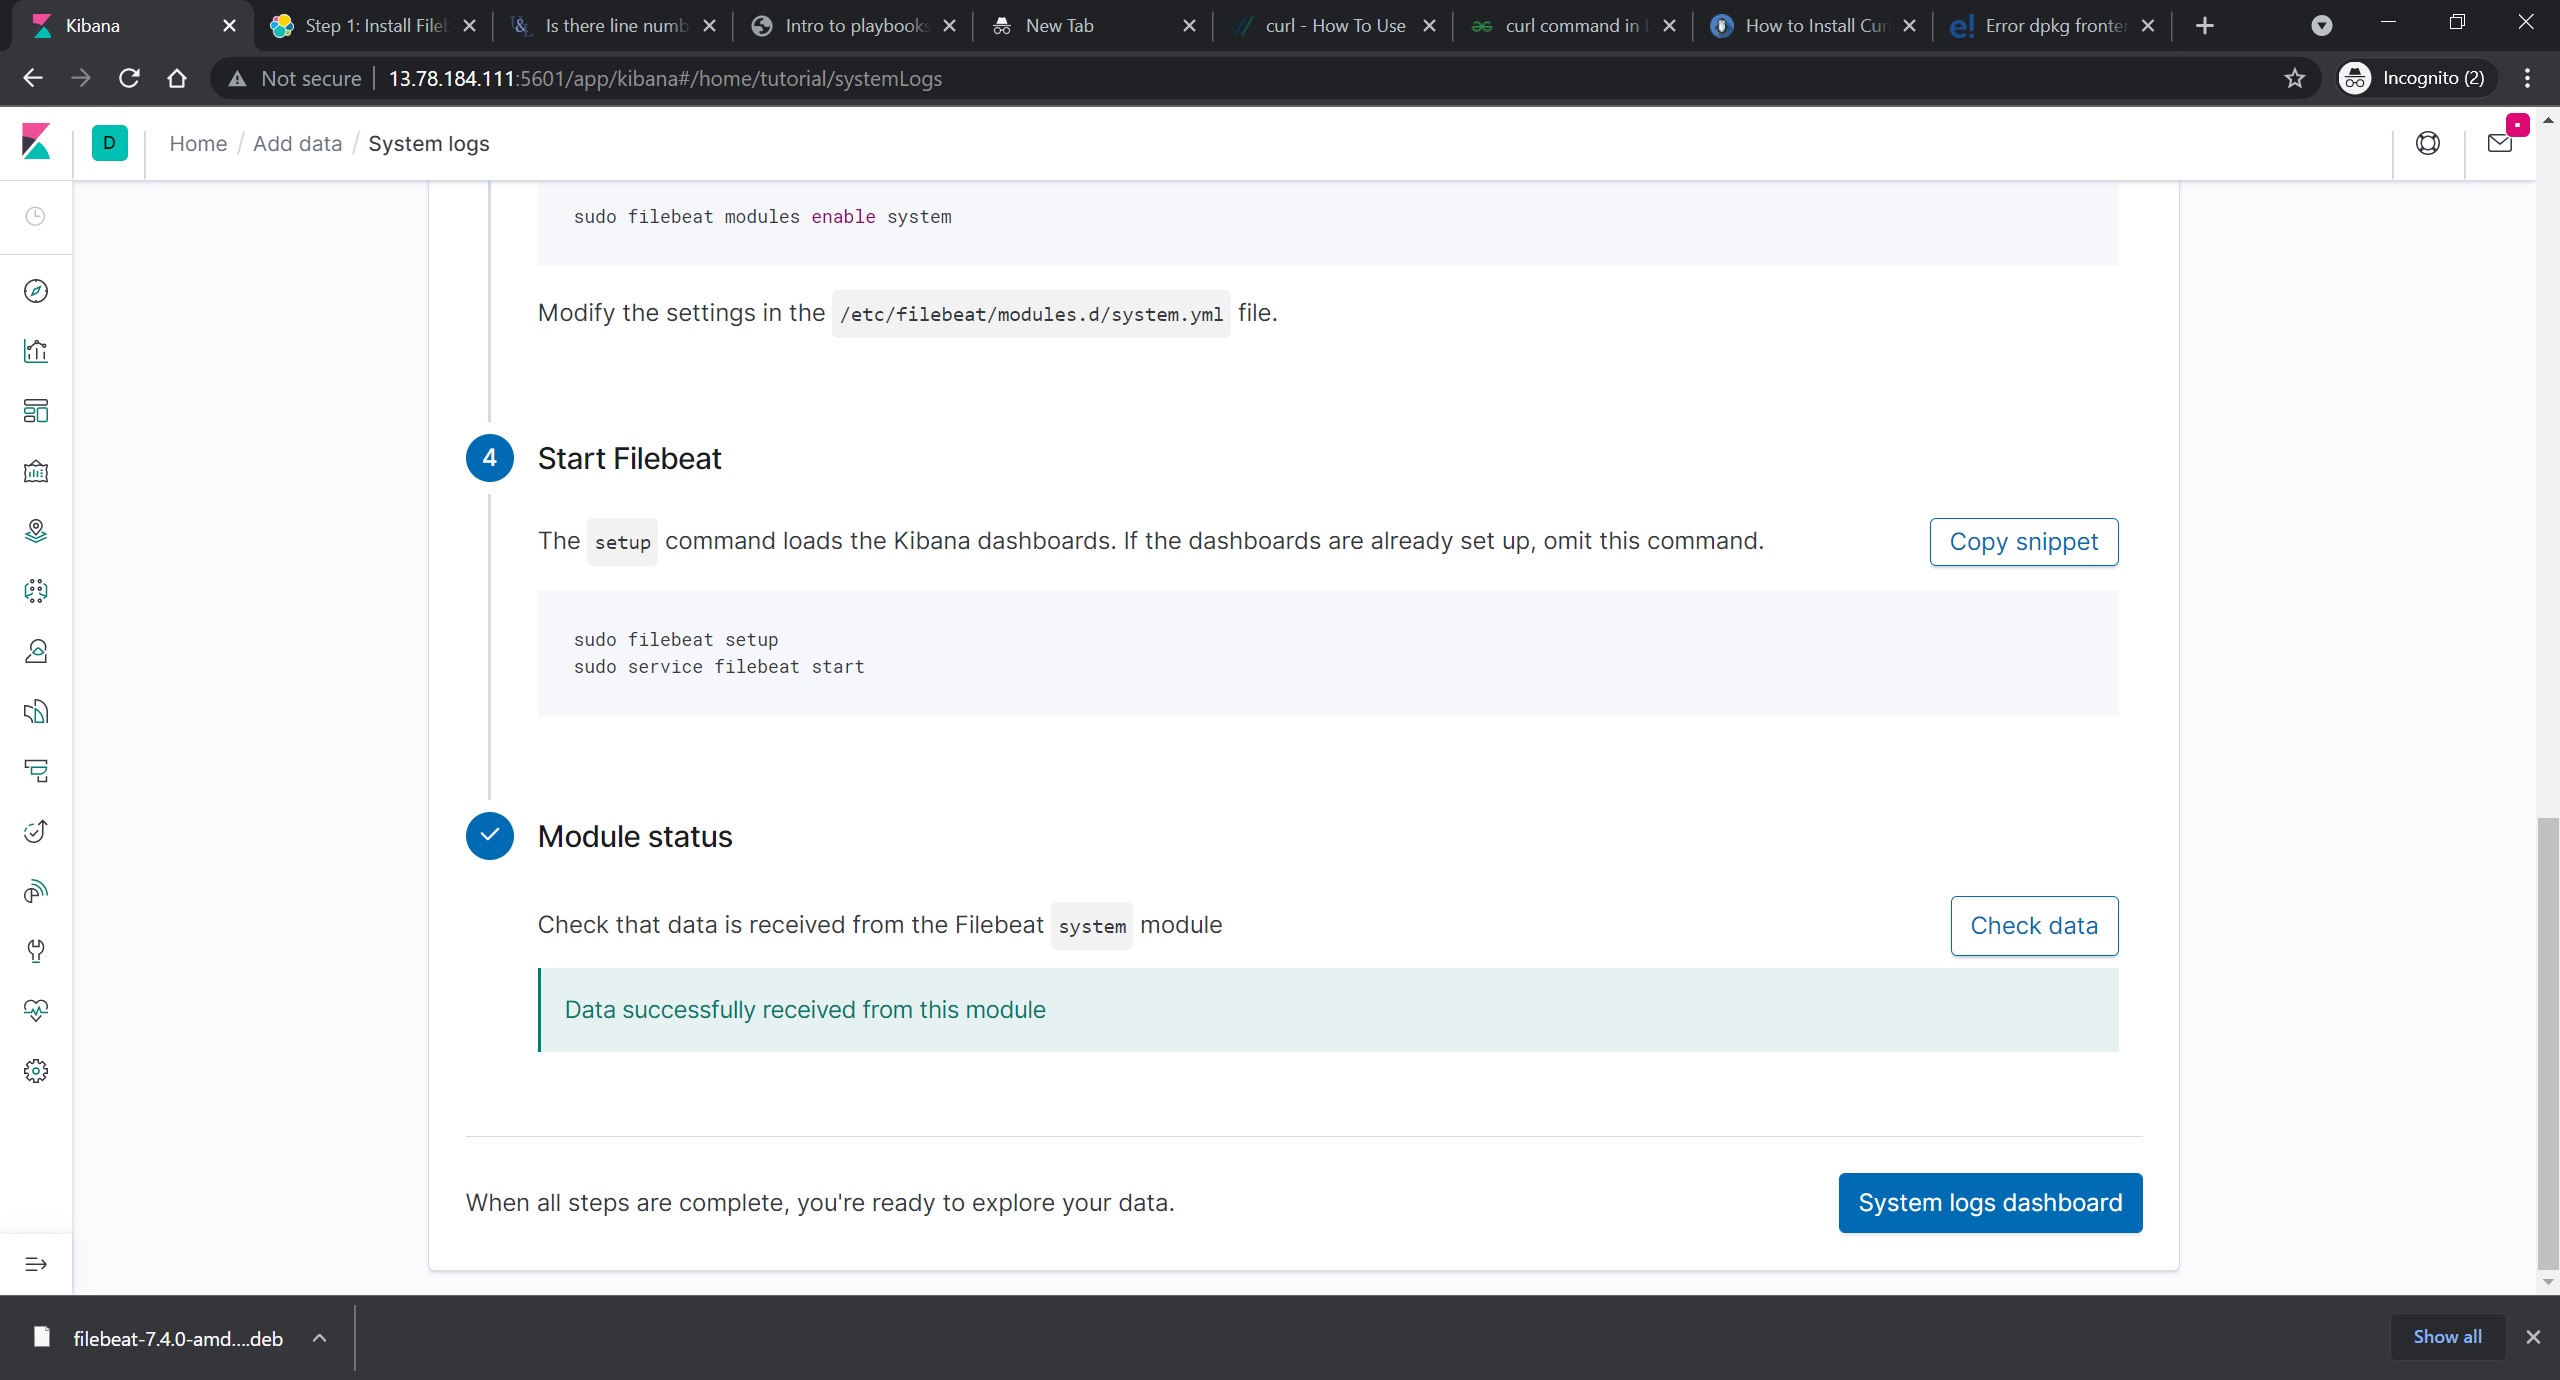 Kibana
Step 1: Install Fileb
Is there line numb
Intro to playbooks
New Tab
curl - How To Use
curl command in L
How to Install Cur
Error dpkg fronten
Not secure
13.78.184.111:5601/app/kibana#/home/tutorial/systemLogs
Incognito (2)
D
Home / Add data / System logs
sudo filebeat modules enable system
Modify the settings in the /etc/filebeat/modules.d/system.yml file.
4
Start Filebeat
The setup command loads the Kibana dashboards. If the dashboards are already set up, omit this command.
Copy snippet
sudo filebeat setup
sudo service filebeat start
Module status
Check that data is received from the Filebeat system module
Check data
Data successfully received from this module
When all steps are complete, you're ready to explore your data.
System logs dashboard
filebeat-7.4.0-amd....deb
Show all